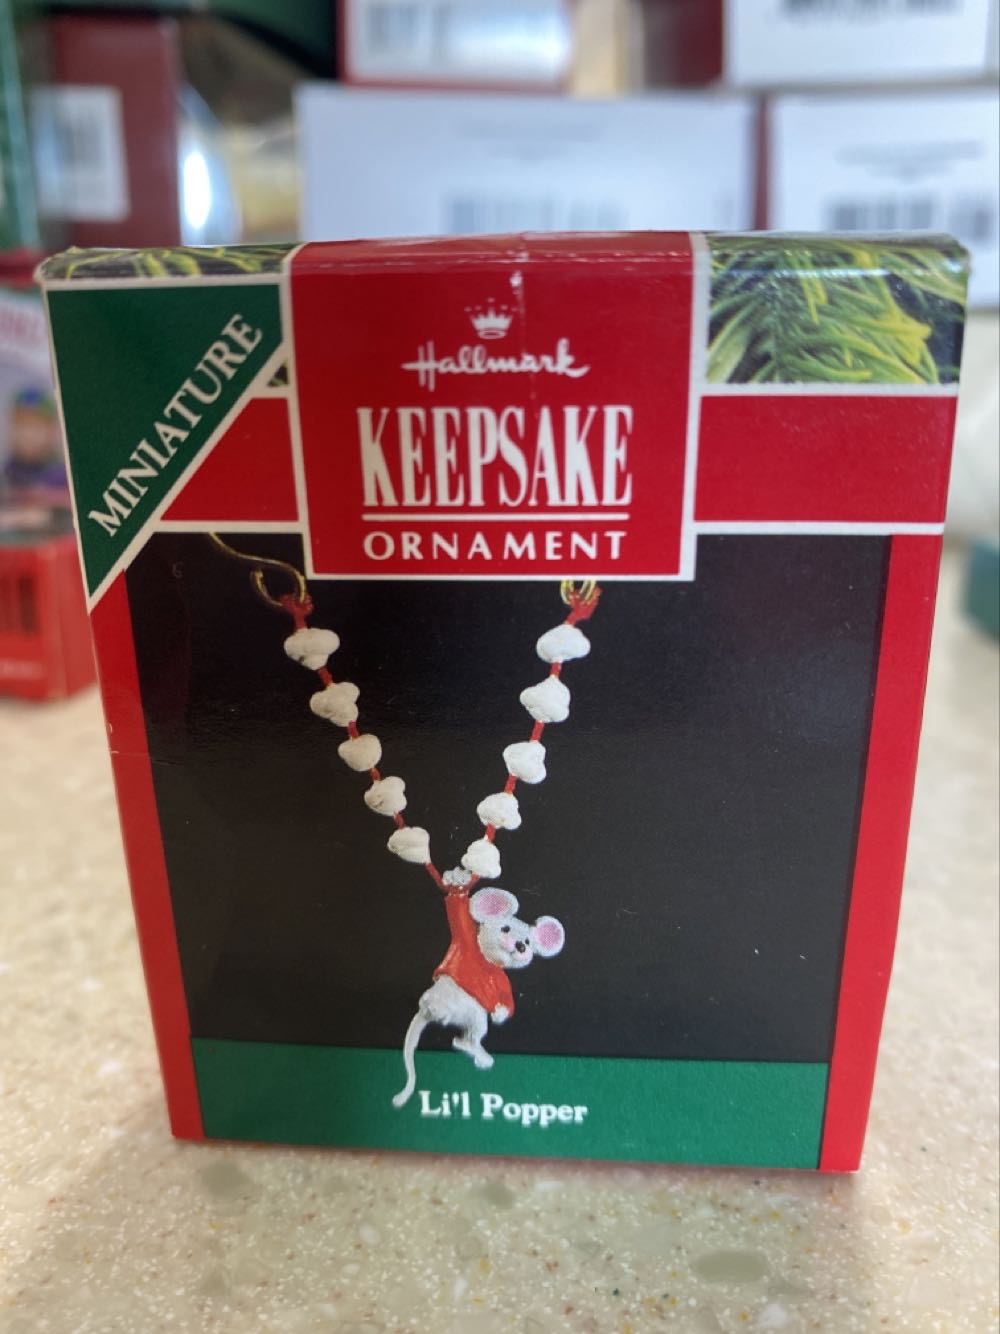 MINIATURE
Hallmark
KEEPSAKE
ORNAMENT
Li'l Popper